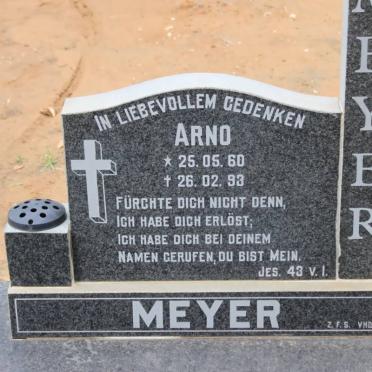 IN LIEBEVOLLEM GEDENKEN
ARNO
* 25.05.60
† 26.02.93
FÜRCHTE DICH NICHT DENN,
ICH HABE DICH ERLÖST;
ICH HABE DICH BEI DEINEM
NAMEN GERUFEN, DU BIST MEIN.
JES. 43 V. 1.
MEYER
Z.F.S.
E
Y
E
R